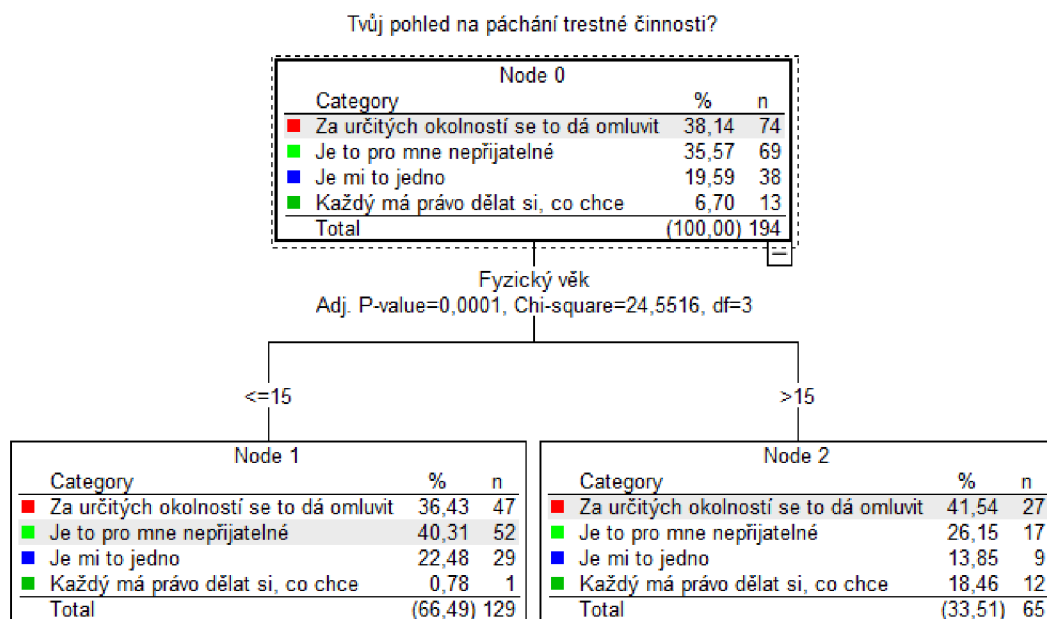 Tvůj pohled na páchání trestné činnosti?
Node 0
Category % n
Za určitých okolností se to dá omluvit 38,14 74
Je to pro mne nepřijatelné 35,57 69
Je mi to jedno 19,59 38
Každý má právo dělat si, co chce 6,70 13
Total (100,00) 194
Fyzický věk
Adj. P-value=0,0001, Chi-square=24,5516, df=3
<=15
>15
Node 1
Category % n
Za určitých okolností se to dá omluvit 36,43 47
Je to pro mne nepřijatelné 40,31 52
Je mi to jedno 22,48 29
Každý má právo dělat si, co chce 0,78 1
Total (66,49) 129
Node 2
Category % n
Za určitých okolností se to dá omluvit 41,54 27
Je to pro mne nepřijatelné 26,15 17
Je mi to jedno 13,85 9
Každý má právo dělat si, co chce 18,46 12
Total (33,51) 65